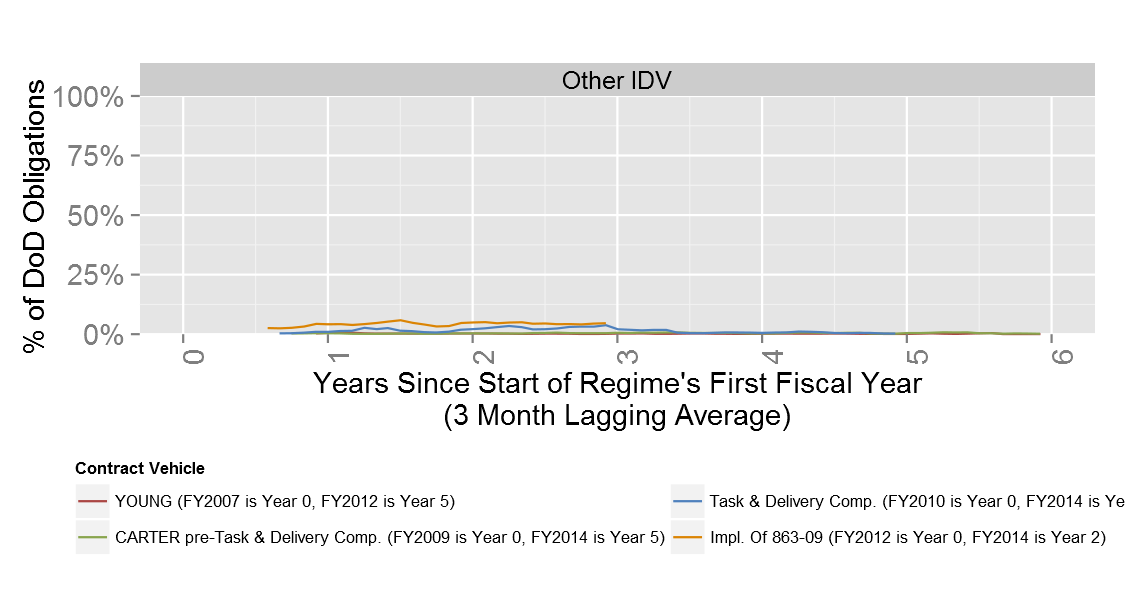 Other IDV
100%
75%
50%
25%
0%
% of DoD Obligations
0 1 2 3 4 5 6
Years Since Start of Regime's First Fiscal Year
(3 Month Lagging Average)
Contract Vehicle
YOUNG (FY2007 is Year 0, FY2012 is Year 5)
Task & Delivery Comp. (FY2010 is Year 0, FY2014 is Ye
CARTER pre-Task & Delivery Comp. (FY2009 is Year 0, FY2014 is Year 5)
Impl. Of 863-09 (FY2012 is Year 0, FY2014 is Year 2)